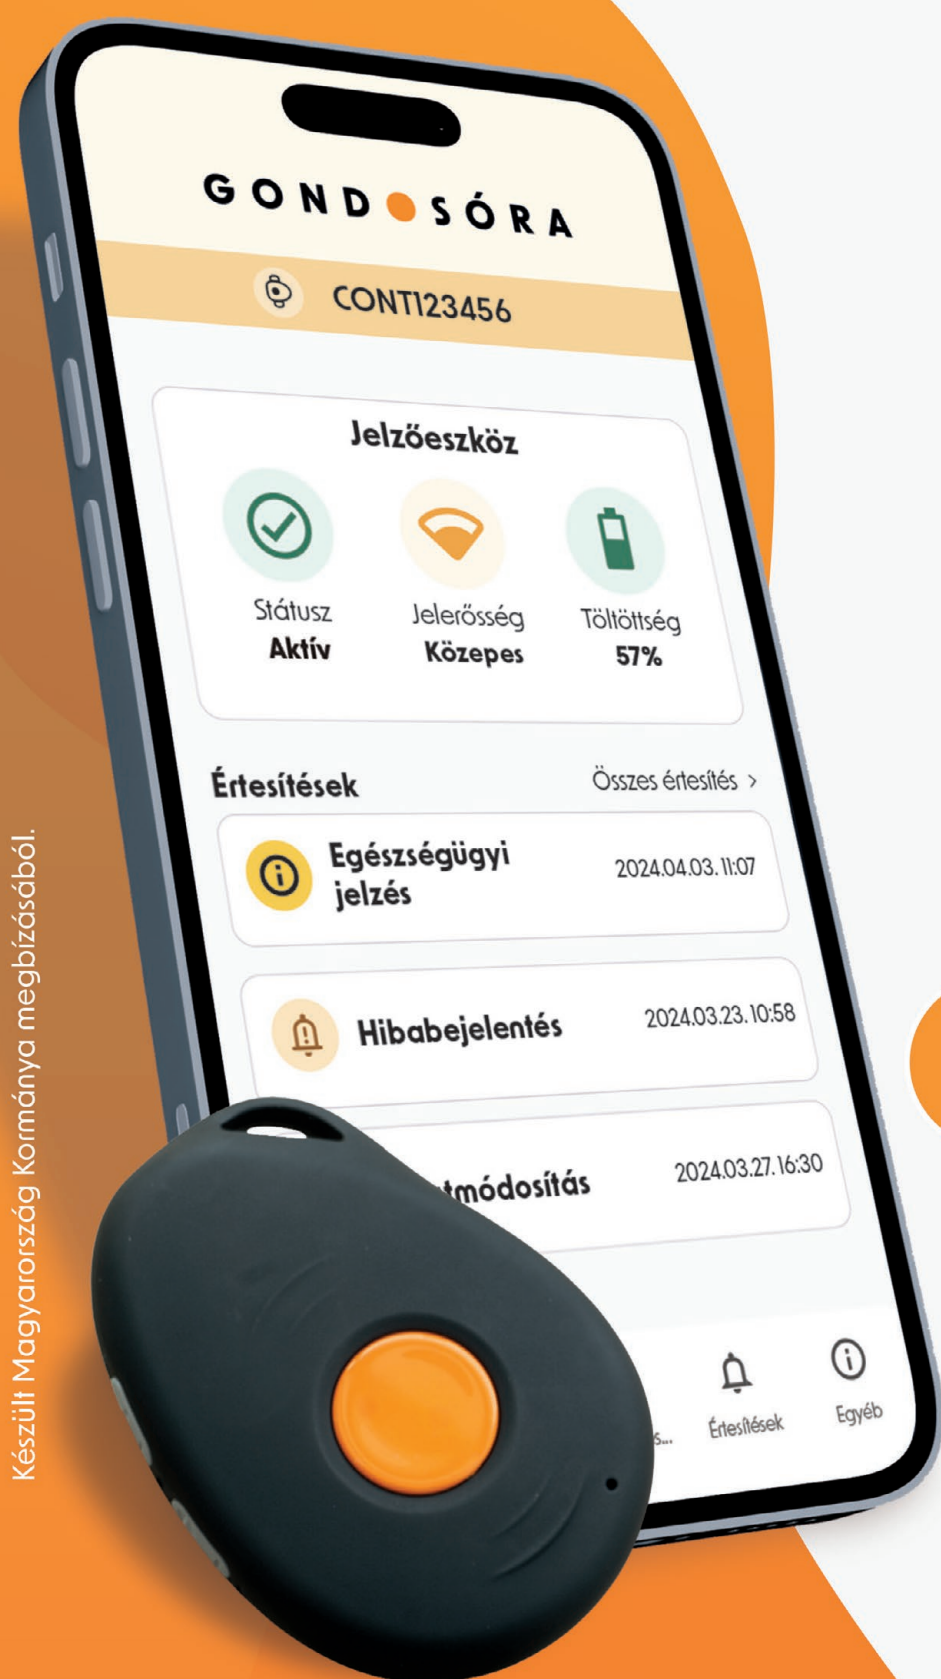 GONDOSÓRA
CONT123456
Jelzőeszköz
Státusz
Aktív
Jelerősség
Közepes
Töltöttség
57%
Értesítések
Összes értesítés >
Egészségügyi
jelzés
2024.04.03. 11:07
Hibabejelentés
2024.03.23. 10:58
tmódosítás
2024.03.27. 16:30
s...
Értesítések
Egyéb
Készült Magyarország Kormánya megbízásából.